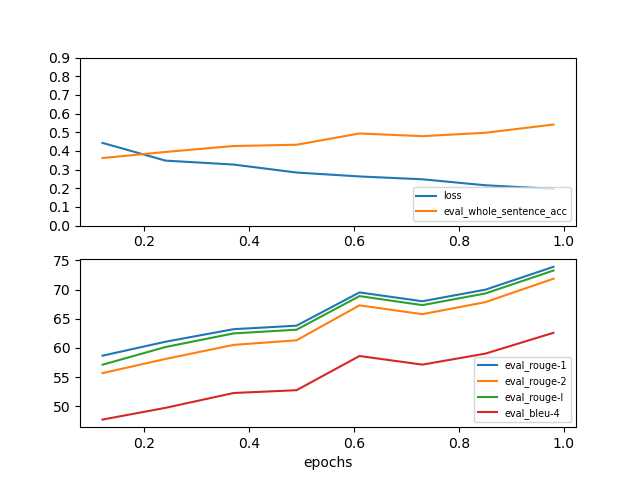 0.9
0.8
0.7
0.6
0.5
0.4
0.3
0.2
0.1
0.0
loss
eval_whole_sentence_acc
0.2 0.4 0.6 0.8 1.0
75
70
65
60
55
50
eval_rouge-1
eval_rouge-2
eval_rouge-l
eval_bleu-4
0.2 0.4 0.6 0.8 1.0
epochs